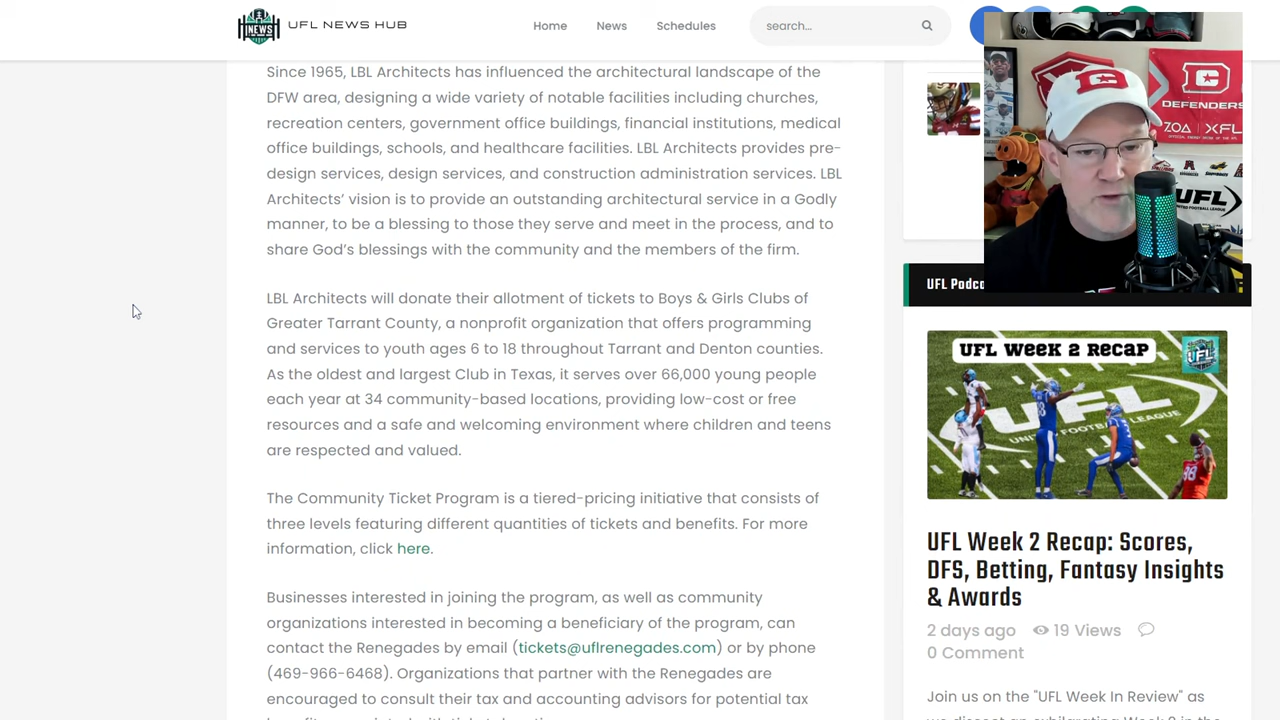 NEWS
UFL NEWS HUB
Home
News
Schedules
search...
Since 1965, LBL Architects has influenced the architectural landscape of the
DFW area, designing a wide variety of notable facilities including churches,
recreation centers, government office buildings, financial institutions, medical
office buildings, schools, and healthcare facilities. LBL Architects provides pre-
design services, design services, and construction administration services. LBL
Architects’ vision is to provide an outstanding architectural service in a Godly
manner, to be a blessing to those they serve and meet in the process, and to
share God’s blessings with the community and the members of the firm.
LBL Architects will donate their allotment of tickets to Boys & Girls Clubs of
Greater Tarrant County, a nonprofit organization that offers programming
and services to youth ages 6 to 18 throughout Tarrant and Denton counties.
As the oldest and largest Club in Texas, it serves over 66,000 young people
each year at 34 community-based locations, providing low-cost or free
resources and a safe and welcoming environment where children and teens
are respected and valued.
The Community Ticket Program is a tiered-pricing initiative that consists of
three levels featuring different quantities of tickets and benefits. For more
information, click here.
Businesses interested in joining the program, as well as community
organizations interested in becoming a beneficiary of the program, can
contact the Renegades by email (tickets@uflrenegades.com) or by phone
(469-966-6468). Organizations that partner with the Renegades are
encouraged to consult their tax and accounting advisors for potential tax
DEFENDERS
ZOA XFL
UFL
UFL Podca
UFL Week 2 Recap
UFL
UFL
UFL Week 2 Recap: Scores,
DFS, Betting, Fantasy Insights
& Awards
2 days ago 19 Views
0 Comment
Join us on the "UFL Week In Review" as